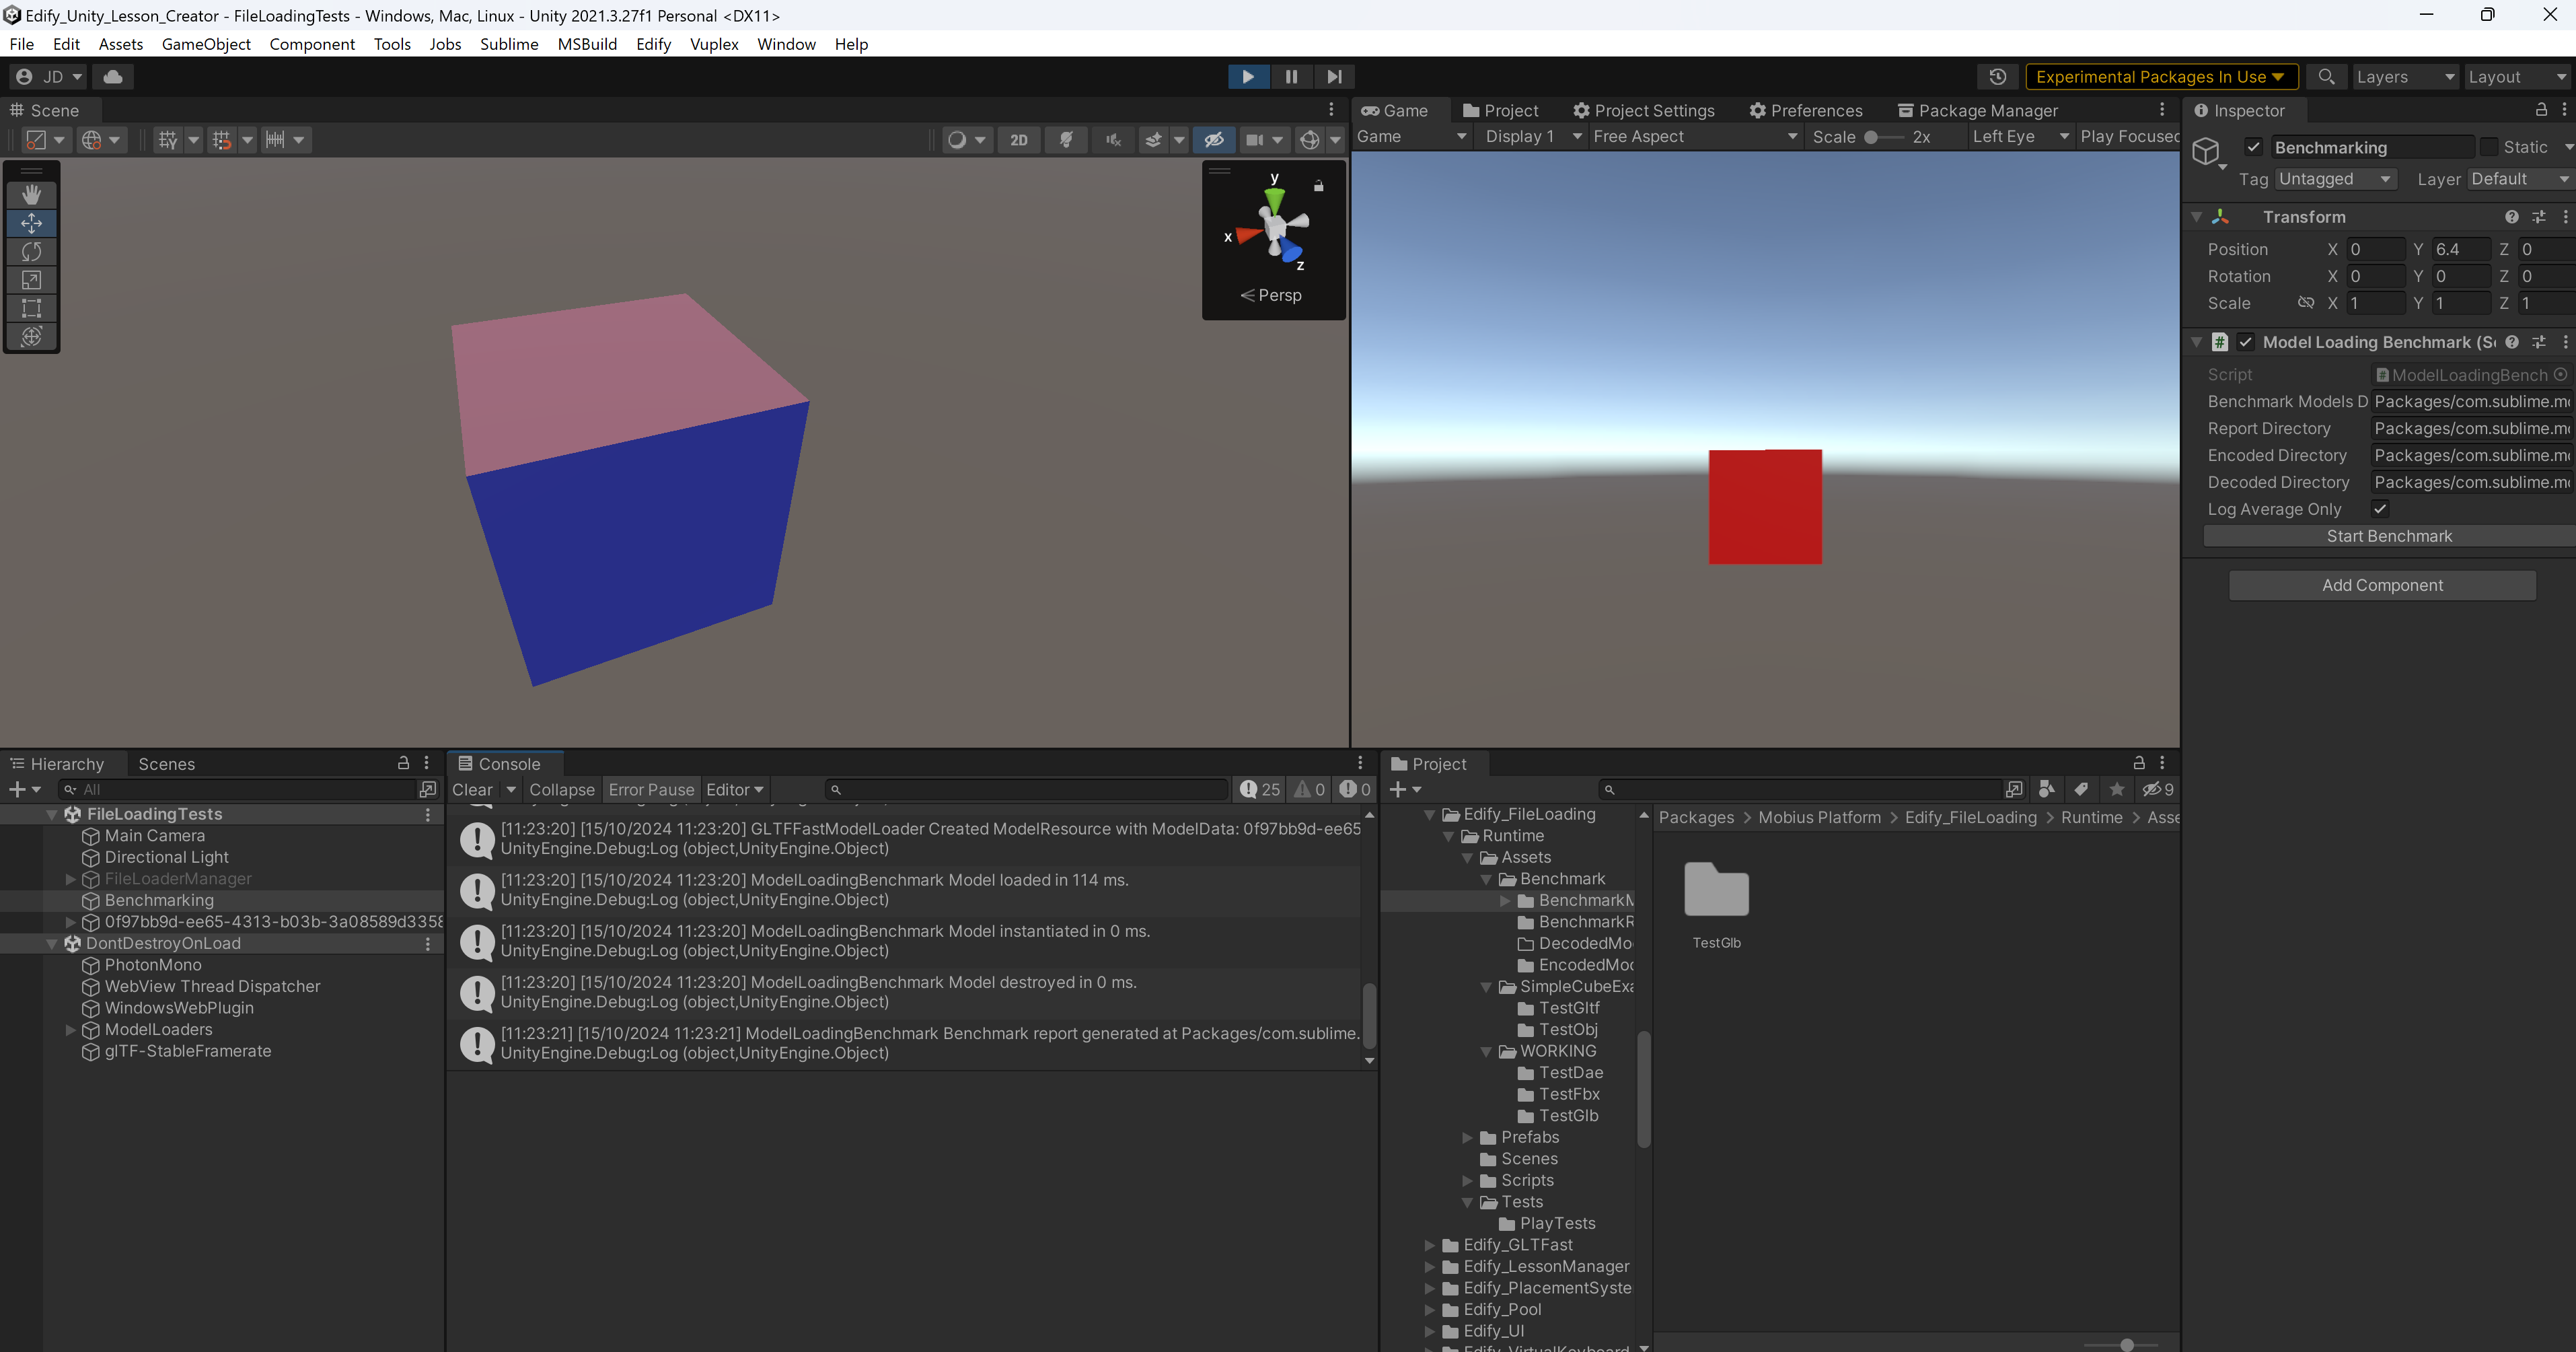 Edify_Unity_Lesson_Creator - FileLoadingTests - Windows, Mac, Linux - Unity 2021.3.27f1 Personal <DX11>
File Edit Assets GameObject Component Tools Jobs Sublime MSBuild Edify Vuplex Window Help
JD
Experimental Packages In Use
Layers
Layout
Scene
2D
y
x
z
Persp
Game Project Project Settings Preferences Package Manager
Game Display 1 Free Aspect Scale 2x Left Eye Play Focused
Inspector
Benchmarking Static
Tag Untagged Layer Default
Transform
Position X 0 Y 6.4 Z 0
Rotation X 0 Y 0 Z 0
Scale X 1 Y 1 Z 1
# Model Loading Benchmark (Sc
Script # ModelLoadingBench
Benchmark Models D Packages/com.sublime.mo
Report Directory Packages/com.sublime.mo
Encoded Directory Packages/com.sublime.mo
Decoded Directory Packages/com.sublime.mo
Log Average Only
Start Benchmark
Add Component
Hierarchy Scenes
All
FileLoadingTests
Main Camera
Directional Light
FileLoaderManager
Benchmarking
0f97bb9d-ee65-4313-b03b-3a08589d3358
DontDestroyOnLoad
PhotonMono
WebView Thread Dispatcher
WindowsWebPlugin
ModelLoaders
glTF-StableFramerate
Console
Clear Collapse Error Pause Editor 25 0 0
[11:23:20] [15/10/2024 11:23:20] GLTFFastModelLoader Created ModelResource with ModelData: 0f97bb9d-ee65
UnityEngine.Debug:Log (object,UnityEngine.Object)
[11:23:20] [15/10/2024 11:23:20] ModelLoadingBenchmark Model loaded in 114 ms.
UnityEngine.Debug:Log (object,UnityEngine.Object)
[11:23:20] [15/10/2024 11:23:20] ModelLoadingBenchmark Model instantiated in 0 ms.
UnityEngine.Debug:Log (object,UnityEngine.Object)
[11:23:20] [15/10/2024 11:23:20] ModelLoadingBenchmark Model destroyed in 0 ms.
UnityEngine.Debug:Log (object,UnityEngine.Object)
[11:23:21] [15/10/2024 11:23:21] ModelLoadingBenchmark Benchmark report generated at Packages/com.sublime.
UnityEngine.Debug:Log (object,UnityEngine.Object)
Project
9
Edify_FileLoading
Runtime
Assets
Benchmark
BenchmarkM
BenchmarkR
DecodedMo
EncodedMod
SimpleCubeExa
TestGltf
TestObj
WORKING
TestDae
TestFbx
TestGlb
Prefabs
Scenes
Scripts
Tests
PlayTests
Edify_GLTFast
Edify_LessonManager
Edify_PlacementSyste
Edify_Pool
Edify_UI
Packages > Mobius Platform > Edify_FileLoading > Runtime > Asse
TestGlb